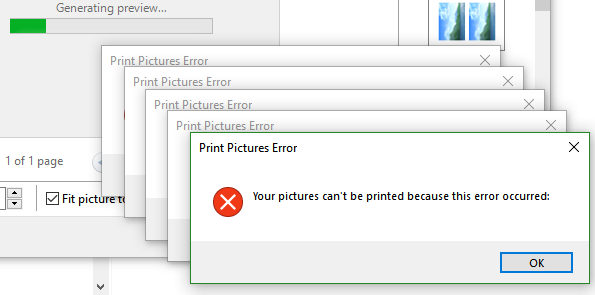 Generating preview...
Print Pictures Error
Print Pictures Error
Print Pictures Error
Print Pictures Error
Print Pictures Error
1 of 1 page
Your pictures can't be printed because this error occurred:
Fit picture to
OK